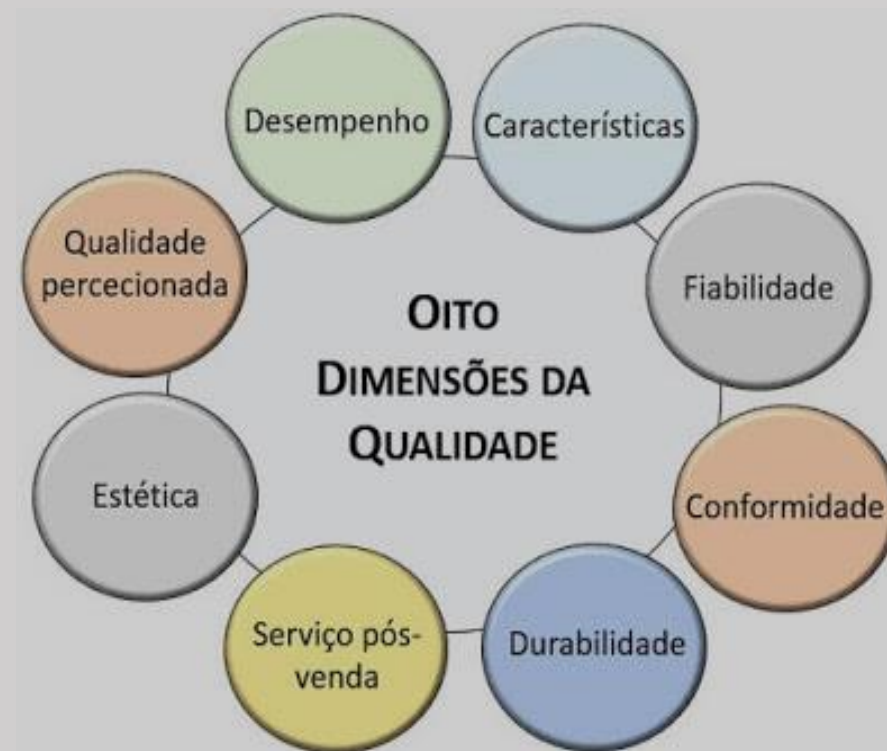 Desempenho
Características
Fiabilidade
Conformidade
Durabilidade
Serviço pós-
venda
Estética
Qualidade
percecionada
OITO
DIMENSÕES DA
QUALIDADE